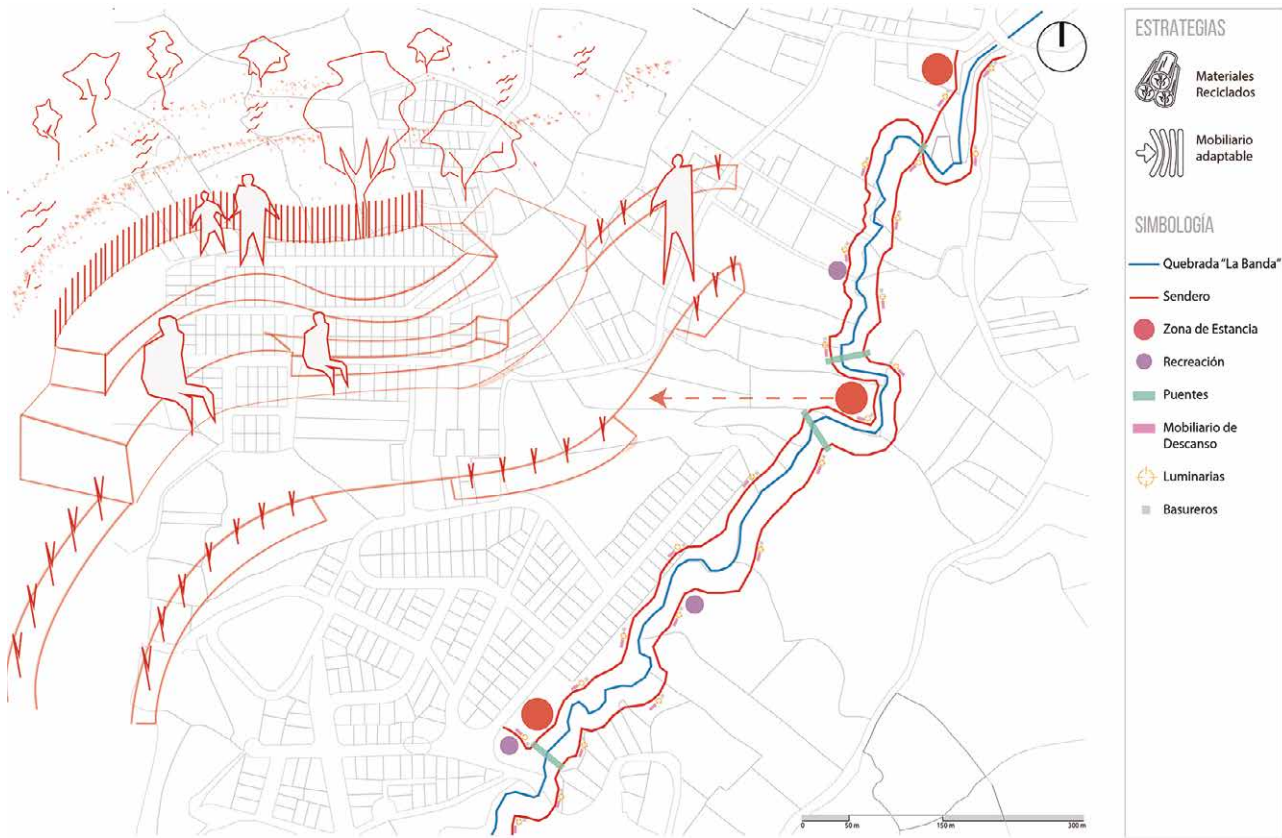 ESTRATEGIAS
Materiales
Reciclados
Mobiliario
adaptable
SIMBOLOGÍA
Quebrada "La Banda"
Sendero
Zona de Estancia
Recreación
Puentes
Mobiliario de
Descanso
Luminarias
Basureros
0 50 m 150 m 300 m